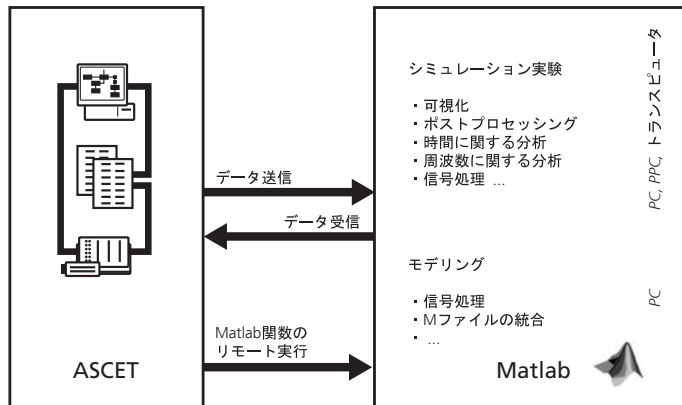 シミュレーション実験
・可視化
・ポストプロセッシング
・時間に関する分析
・周波数に関する分析
・信号処理 ...
PC, PPC, トランスピュータ
データ送信
データ受信
モデリング
・信号処理
・Mファイルの統合
・...
PC
Matlab関数の
リモート実行
ASCET
Matlab